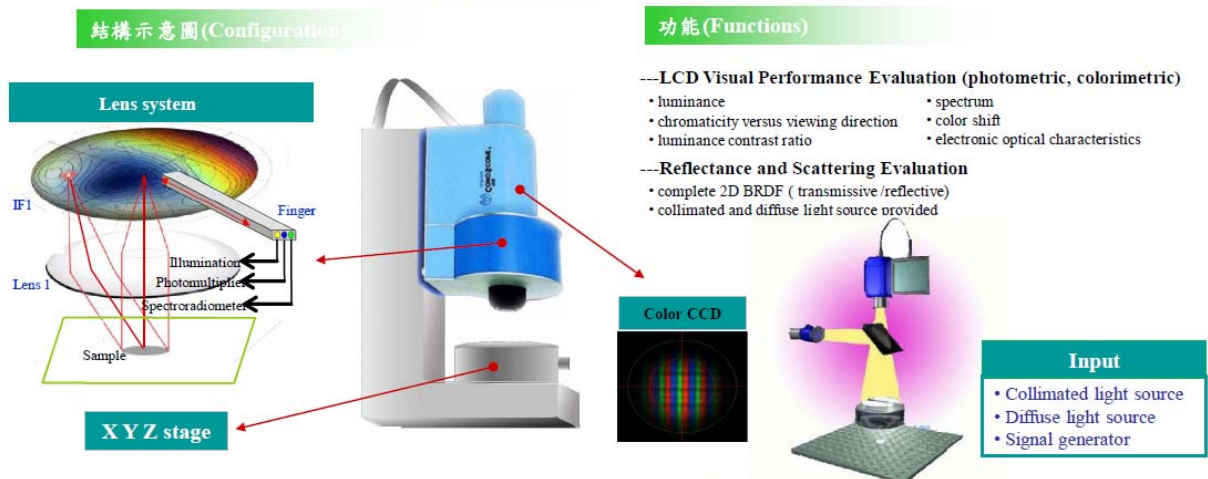 結構示意圖(Configuration)
Lens system
IF1
Finger
Lens 1
Illumination
Photomultiplier
Spectroradiometer
Sample
X Y Z stage
CONOSCOPE
功能(Functions)
---LCD Visual Performance Evaluation (photometric, colorimetric)
• luminance
• chromaticity versus viewing direction
• luminance contrast ratio
• spectrum
• color shift
• electronic optical characteristics
---Reflectance and Scattering Evaluation
• complete 2D BRDF ( transmissive /reflective)
• collimated and diffuse light source provided
Color CCD
Input
• Collimated light source
• Diffuse light source
• Signal generator